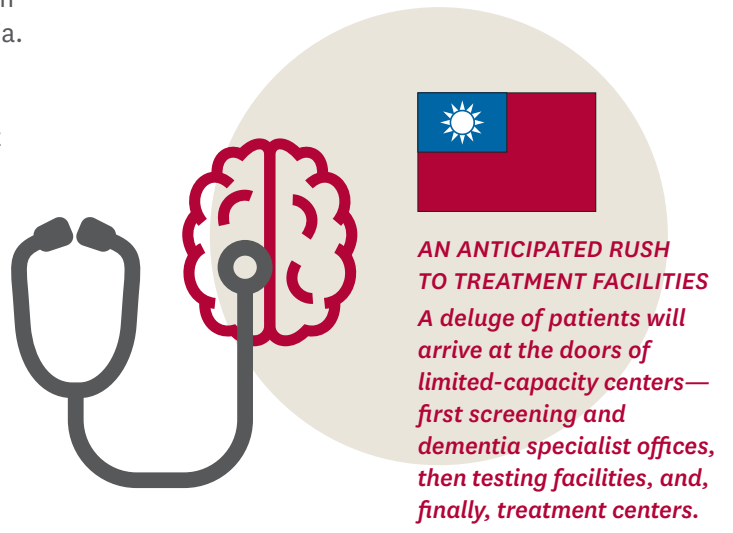 a.
AN ANTICIPATED RUSH
TO TREATMENT FACILITIES
A deluge of patients will
arrive at the doors of
limited-capacity centers—
first screening and
dementia specialist offices,
then testing facilities, and,
finally, treatment centers.